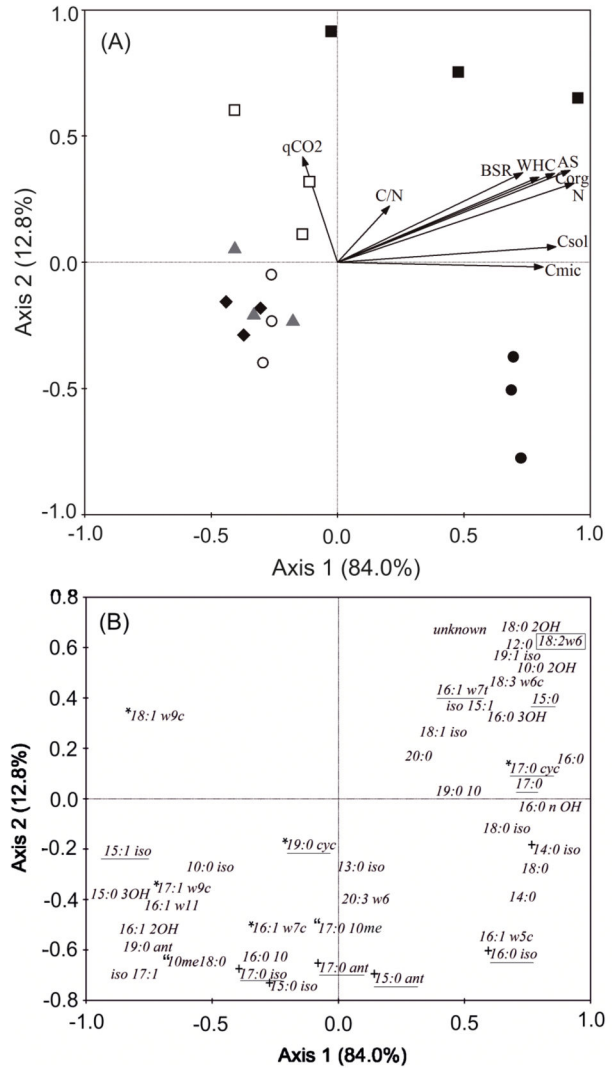 (A)
1.0
0.5
0.0
-0.5
-1.0
Axis 2 (12.8%)
qCO2
C/N
BSR WHC AS
Corg
N
Csol
Cmic
-1.0 -0.5 0.0 0.5 1.0
Axis 1 (84.0%)
(B)
0.8
0.6
0.4
0.2
0.0
-0.2
-0.4
-0.6
-0.8
Axis 2 (12.8%)
unknown 18:0 2OH
12:0 18:2w6
19:1 iso
10:0 2OH
18:3 w6c
16:1 w7t
iso 15:1 15:0
*18:1 w9c 16:0 3OH
18:1 iso
20:0 16:0
*17:0 cyc
19:0 10 17:0
16:0 n OH
18:0 iso
*19:0 cyc +14:0 iso
15:1 iso
10:0 iso 13:0 iso 18:0
*17:1 w9c
15:0 3OH
16:1 w11 20:3 w6 14:0
16:1 2OH *16:1 w7c “17:0 10me
19:0 ant 16:1 w5c
“10me18:0 16:0 10 +16:0 iso
iso 17:1 +17:0 iso +17:0 ant
+15:0 iso +15:0 ant
-1.0 -0.5 0.0 0.5 1.0
Axis 1 (84.0%)